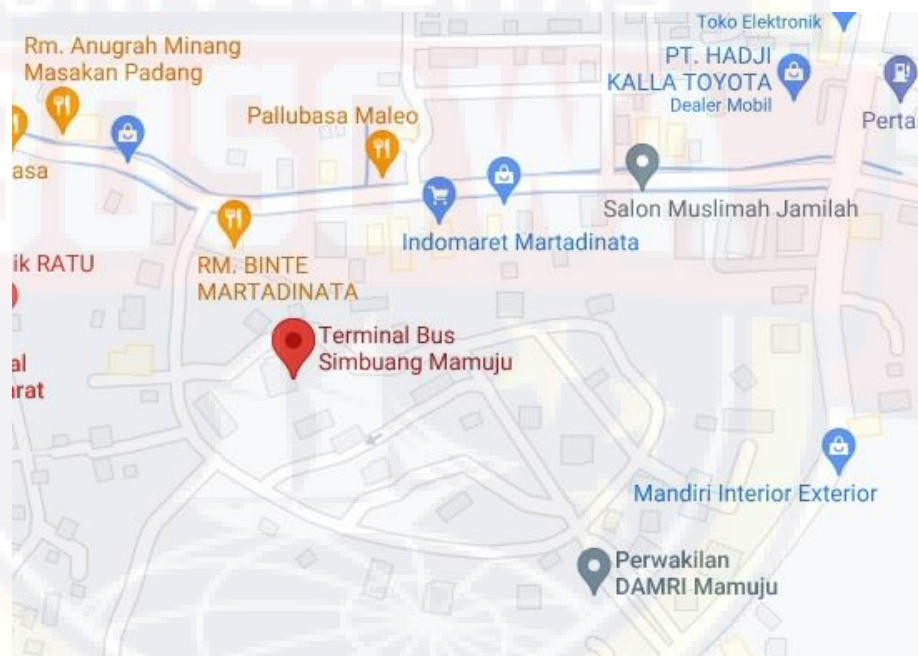 Toko Elektronik
Rm. Anugrah Minang
Masakan Padang
PT. HADJI
KALLA TOYOTA
Dealer Mobil
Pallubasa Maleo
Perta
asa
Salon Muslimah Jamilah
Indomaret Martadinata
ik RATU
RM. BINTE
MARTADINATA
Terminal Bus
Simbuang Mamuju
al
arat
Mandiri Interior Exterior
Perwakilan
DAMRI Mamuju